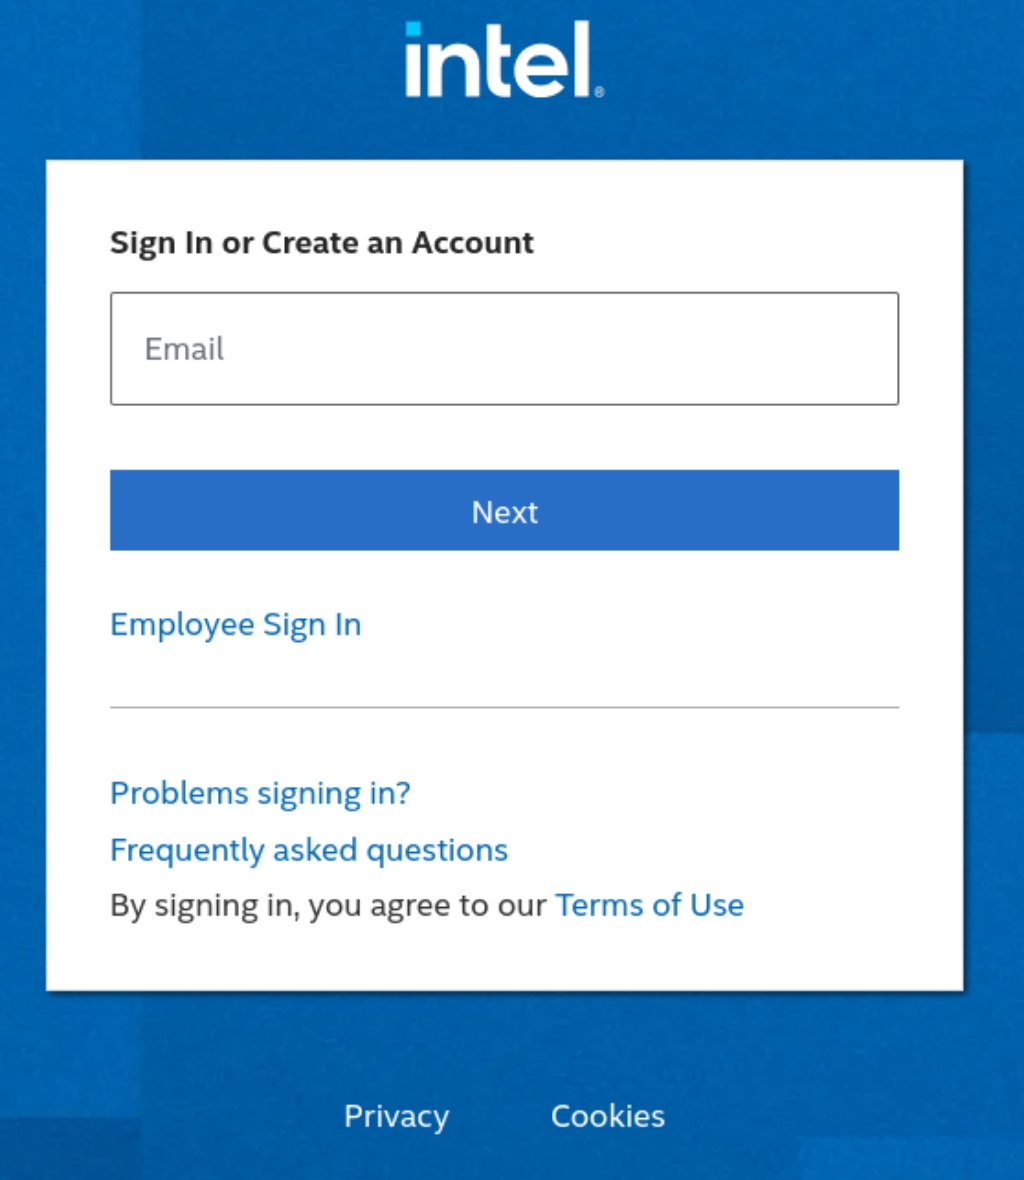 intel®
Sign In or Create an Account
Email
Next
Employee Sign In
Problems signing in?
Frequently asked questions
By signing in, you agree to our Terms of Use
Privacy Cookies